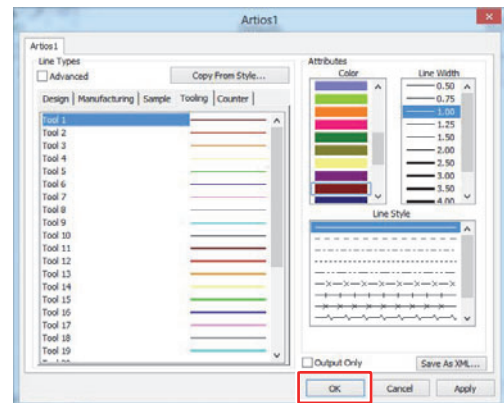 Artios1
Artios1
Line Types
Advanced
Copy From Style...
Design
Manufacturing
Sample
Tooling
Counter
Tool 1
Tool 2
Tool 3
Tool 4
Tool 5
Tool 6
Tool 7
Tool 8
Tool 9
Tool 10
Tool 11
Tool 12
Tool 13
Tool 14
Tool 15
Tool 16
Tool 17
Tool 18
Tool 19
Attributes
Color
Line Width
0.50
0.75
1.00
1.25
1.50
2.00
2.50
3.00
3.50
4.00
Line Style
Output Only
Save As XML...
OK
Cancel
Apply